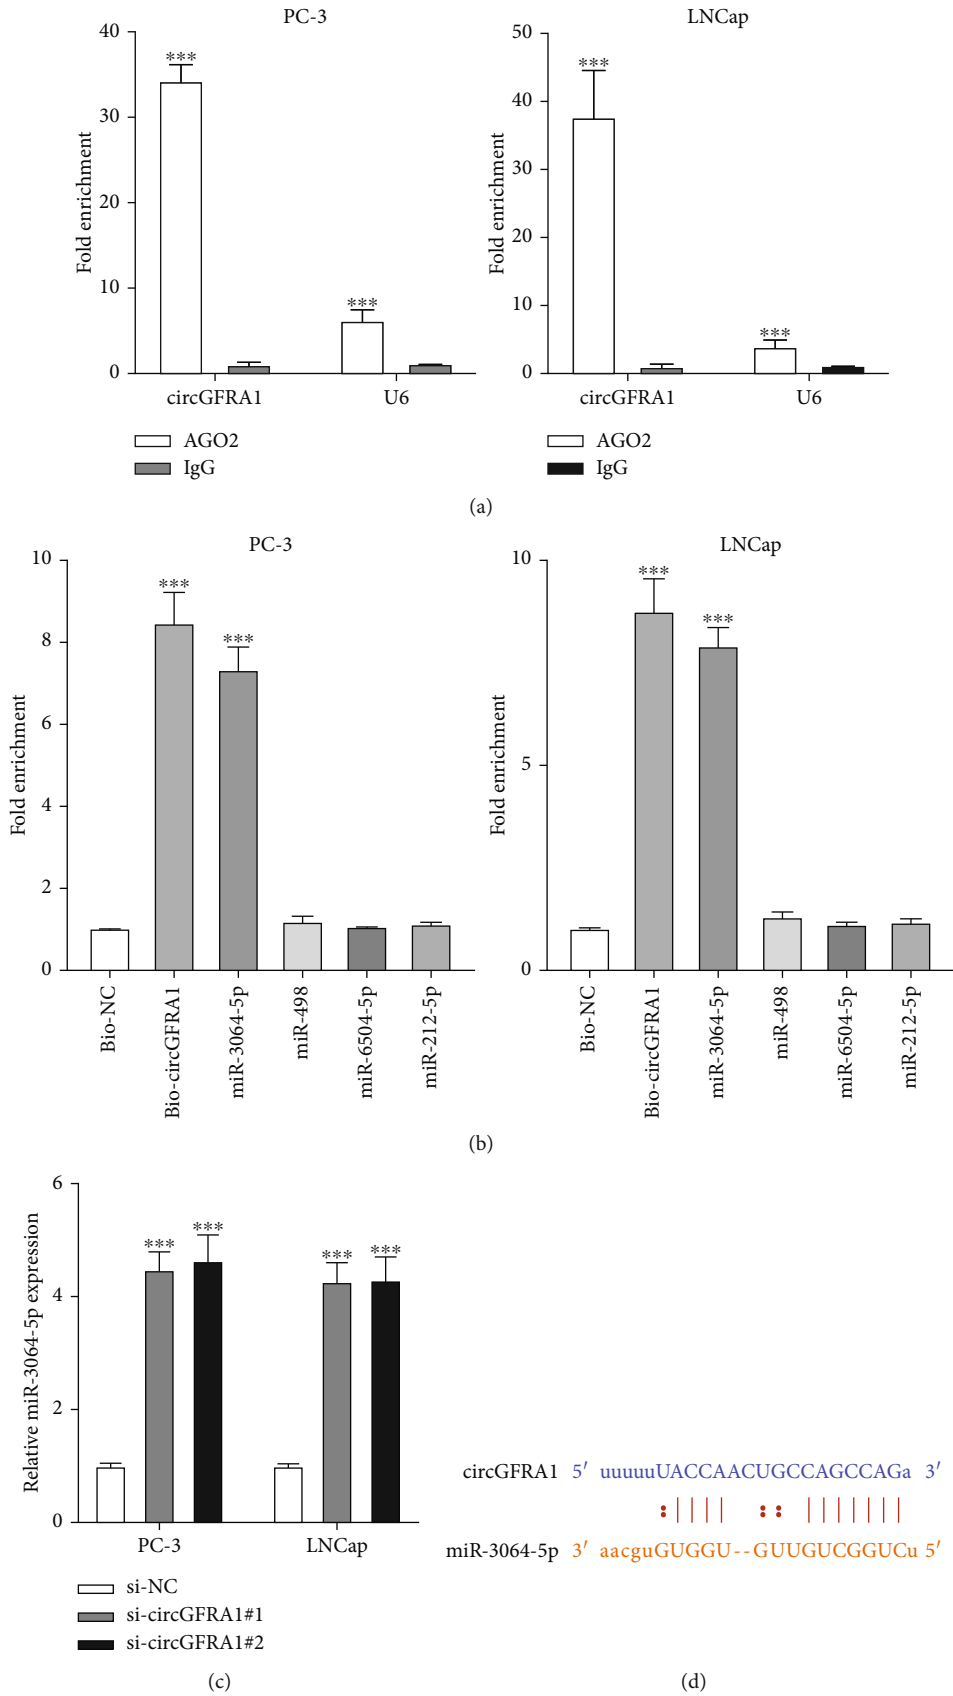 PC-3
LNCap
40
30
20
10
0
Fold enrichment
***
***
circGFRA1
U6
AGO2
IgG
50
40
30
20
10
0
Fold enrichment
***
***
circGFRA1
U6
AGO2
IgG
(a)
PC-3
10
8
6
4
2
0
Fold enrichment
***
***
Bio-NC
Bio-circGFRA1
miR-3064-5p
miR-498
miR-6504-5p
miR-212-5p
LNCap
10
5
0
Fold enrichment
***
***
Bio-NC
Bio-circGFRA1
miR-3064-5p
miR-498
miR-6504-5p
miR-212-5p
(b)
6
4
2
0
Relative miR-3064-5p expression
***
***
***
***
PC-3
LNCap
si-NC
si-circGFRA1#1
si-circGFRA1#2
(c)
circGFRA1 5′ uuuuuUACCAACUGCCAGCCAGa 3′
miR-3064-5p 3′ aacguGUGGU--GUUGUCGGUCu 5′
(d)